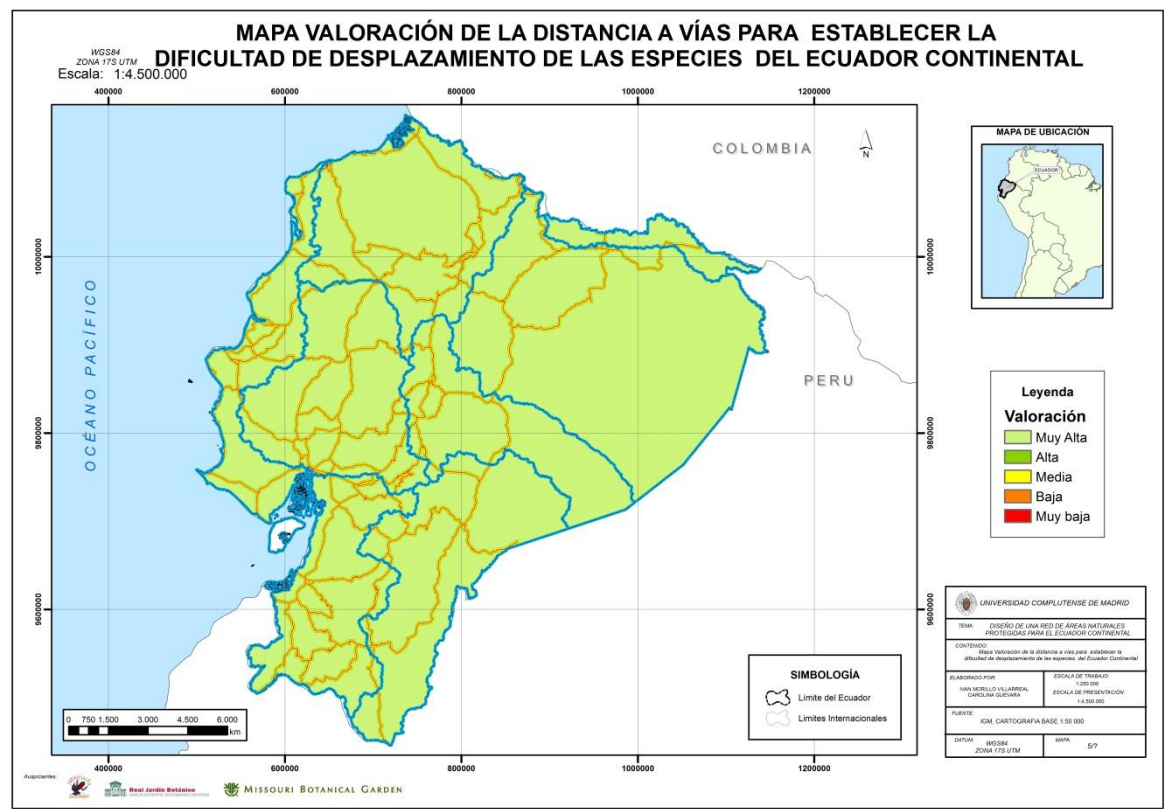 MAPA VALORACIÓN DE LA DISTANCIA A VÍAS PARA ESTABLECER LA
DIFICULTAD DE DESPLAZAMIENTO DE LAS ESPECIES DEL ECUADOR CONTINENTAL
WGS84
ZONA 17S UTM
Escala: 1:4.500.000
400000 600000 800000 1000000 1200000
COLOMBIA
N
PERU
OCÉANO PACÍFICO
10000000
9800000
9600000
10000000
9800000
9600000
MAPA DE UBICACIÓN
ECUADOR
Leyenda
Valoración
Muy Alta
Alta
Media
Baja
Muy baja
SIMBOLOGÍA
Límite del Ecuador
Limites Internacionales
0 750 1.500 3.000 4.500 6.000
km
400000 600000 800000 1000000 1200000
UNIVERSIDAD COMPLUTENSE DE MADRID
TEMA: DISEÑO DE UNA RED DE ÁREAS NATURALES
PROTEGIDAS PARA EL ECUADOR CONTINENTAL
CONTENIDO:
Mapa Valoración de la distancia a vías para establecer la
dificultad de desplazamiento de las especies del Ecuador Continental
ELABORADO POR:
IVAN MORILLO VILLARREAL
CAROLINA GUEVARA
ESCALA DE TRABAJO:
1:250 000
ESCALA DE PRESENTACIÓN:
1:4.500.000
FUENTE:
IGM, CARTOGRAFIA BASE 1:50 000
DATUM: WGS84
ZONA 17S UTM
MAPA: 5/?
Auspiciantes:
Real Jardín Botánico
MISSOURI BOTANICAL GARDEN